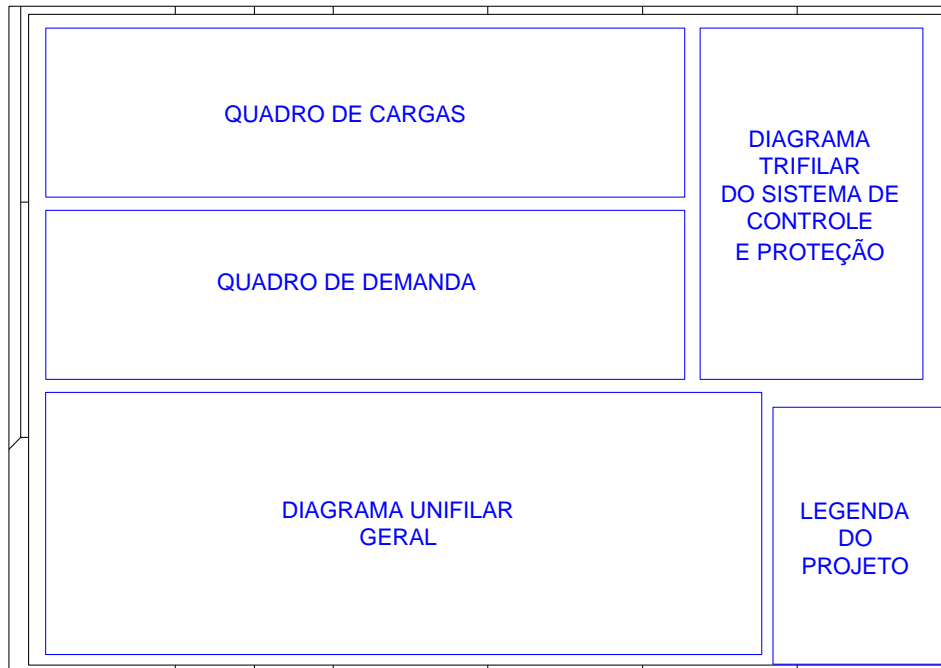 QUADRO DE CARGAS
DIAGRAMA
TRIFILAR
DO SISTEMA DE
CONTROLE
E PROTEÇÃO
QUADRO DE DEMANDA
DIAGRAMA UNIFILAR
GERAL
LEGENDA
DO
PROJETO